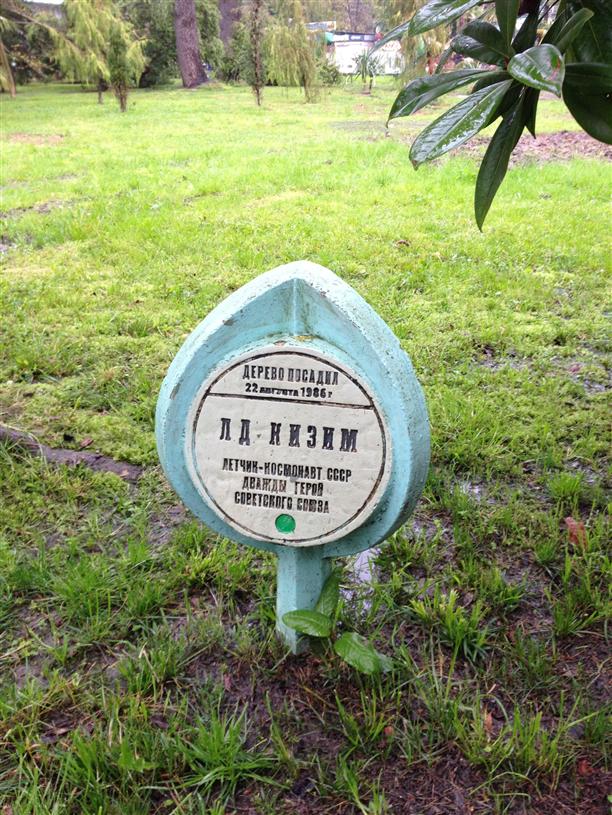 ДЕРЕВО ПОСАДИЛ
22 АВГУСТА 1986 Г
Л Д КИЗИМ
ЛЕТЧИК-КОСМОНАВТ СССР
ДВАЖДЫ ГЕРОЙ
СОВЕТСКОГО СОЮЗА